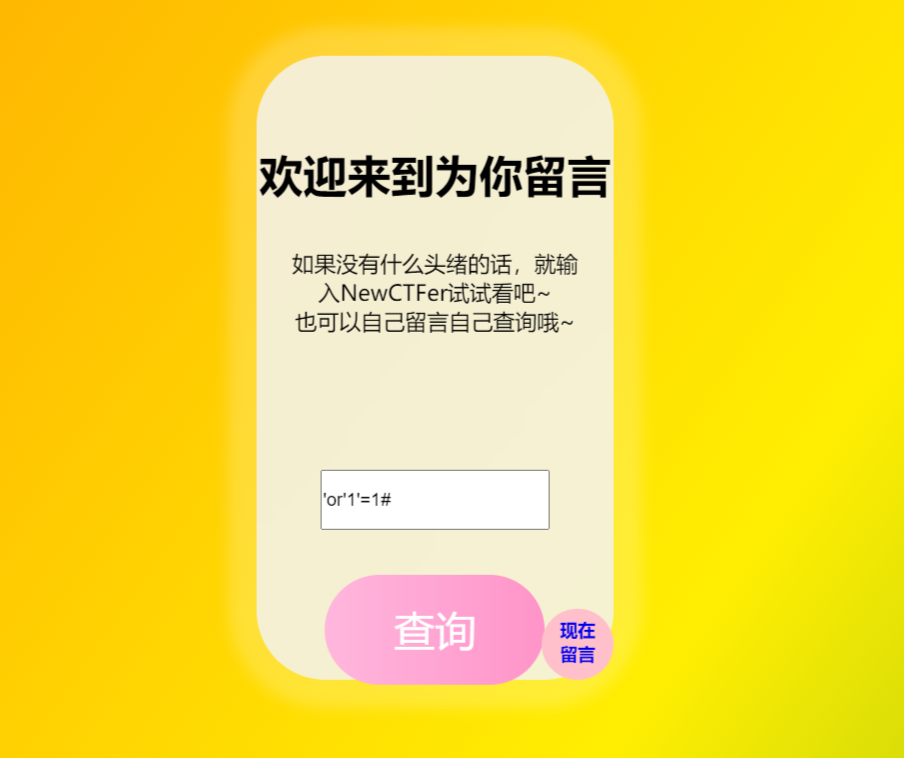 欢迎来到为你留言
如果没有什么头绪的话，就输
入NewCTFer试试看吧~
也可以自己留言自己查询哦~
'or'1'=1#
查询
现在
留言